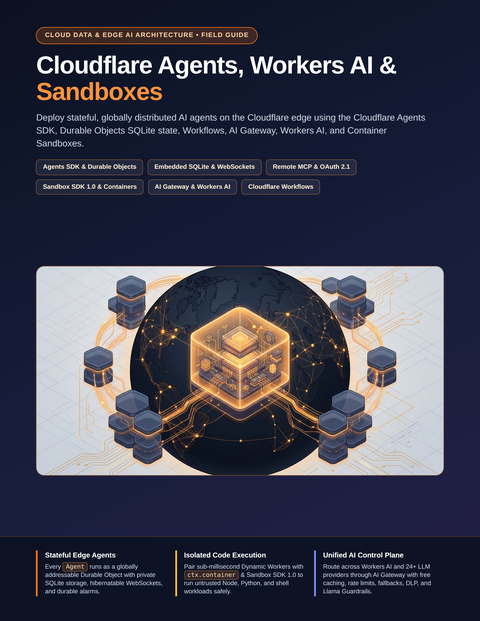 CLOUD DATA & EDGE AI ARCHITECTURE • FIELD GUIDE
Cloudflare Agents, Workers AI &
Sandboxes
Deploy stateful, globally distributed AI agents on the Cloudflare edge using the Cloudflare Agents
SDK, Durable Objects SQLite state, Workflows, AI Gateway, Workers AI, and Container
Sandboxes.
Agents SDK & Durable Objects
Embedded SQLite & WebSockets
Remote MCP & OAuth 2.1
Sandbox SDK 1.0 & Containers
AI Gateway & Workers AI
Cloudflare Workflows
Stateful Edge Agents
Every Agent runs as a globally
addressable Durable Object with private
SQLite storage, hibernatable WebSockets,
and durable alarms.
Isolated Code Execution
Pair sub-millisecond Dynamic Workers with
ctx.container & Sandbox SDK 1.0 to
run untrusted Node, Python, and shell
workloads safely.
Unified AI Control Plane
Route across Workers AI and 24+ LLM
providers through AI Gateway with free
caching, rate limits, fallbacks, DLP, and
Llama Guardrails.